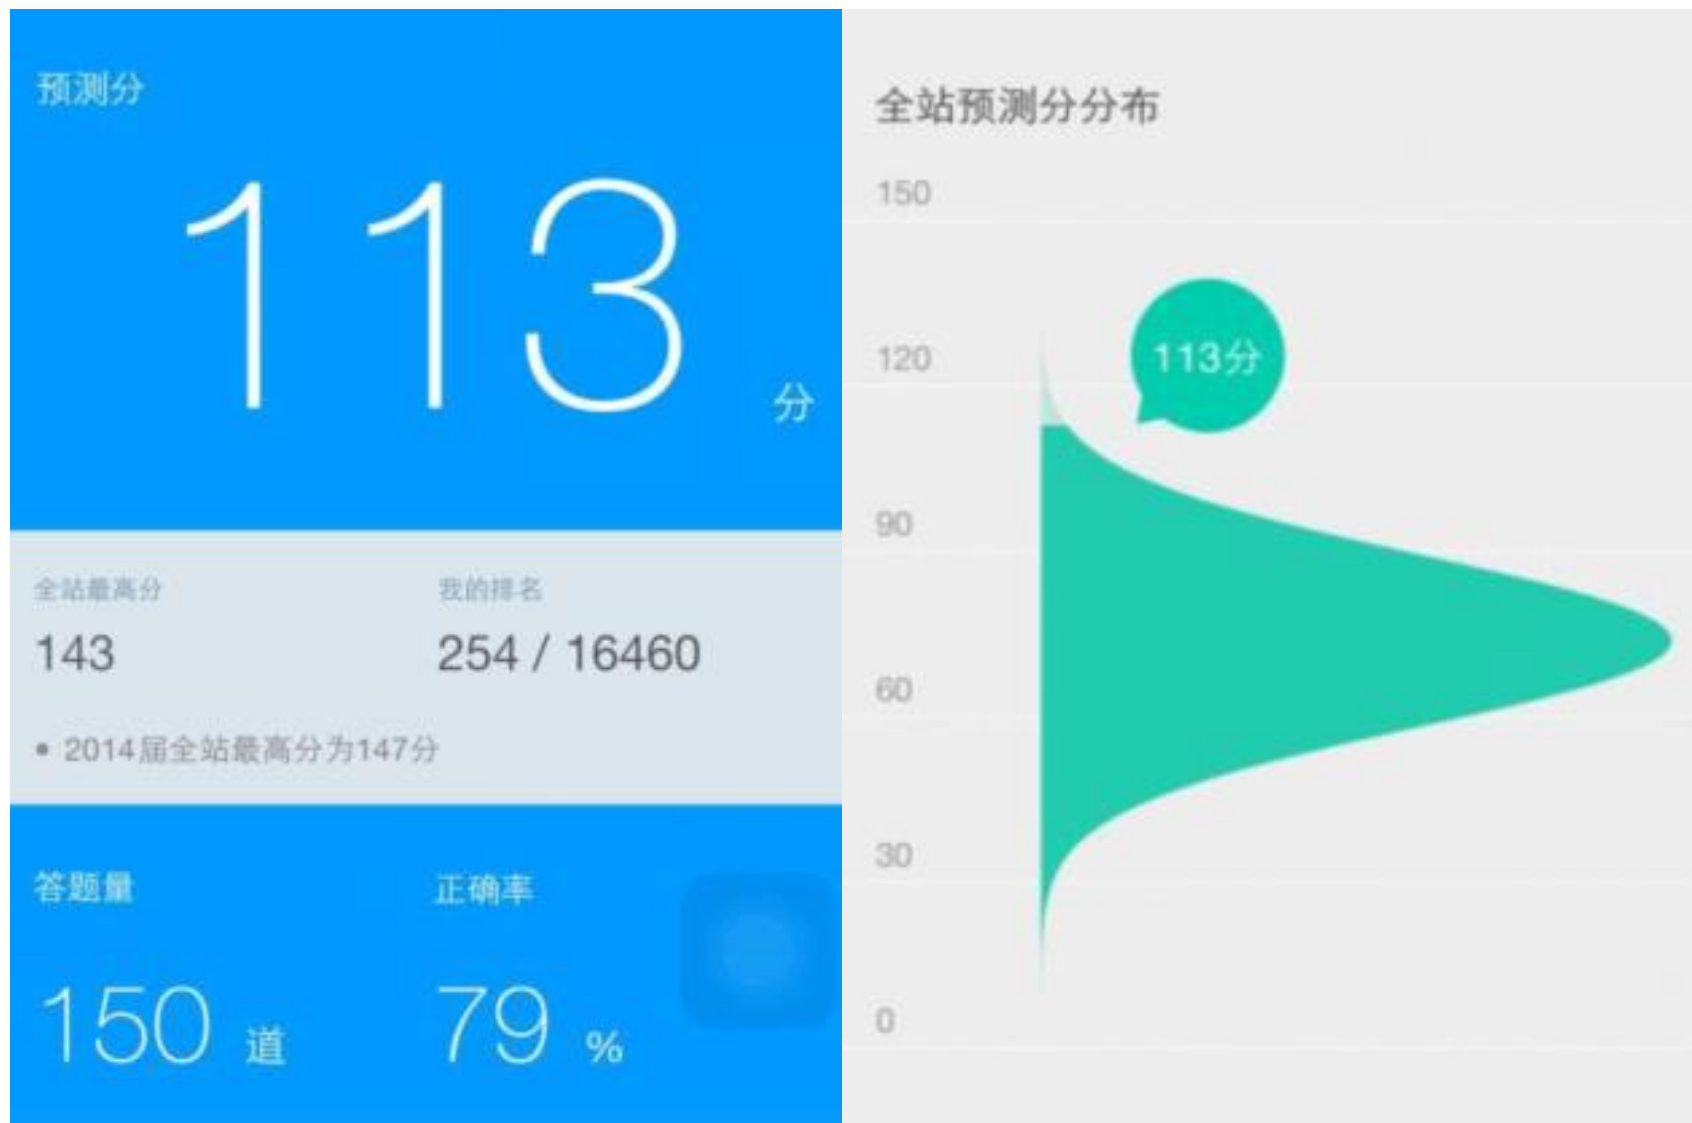 预测分
113
分
全站最高分
我的排名
143
254 / 16460
• 2014届全站最高分为147分
答题量
正确率
150 道
79 %
全站预测分分布
150
120
113分
90
60
30
0